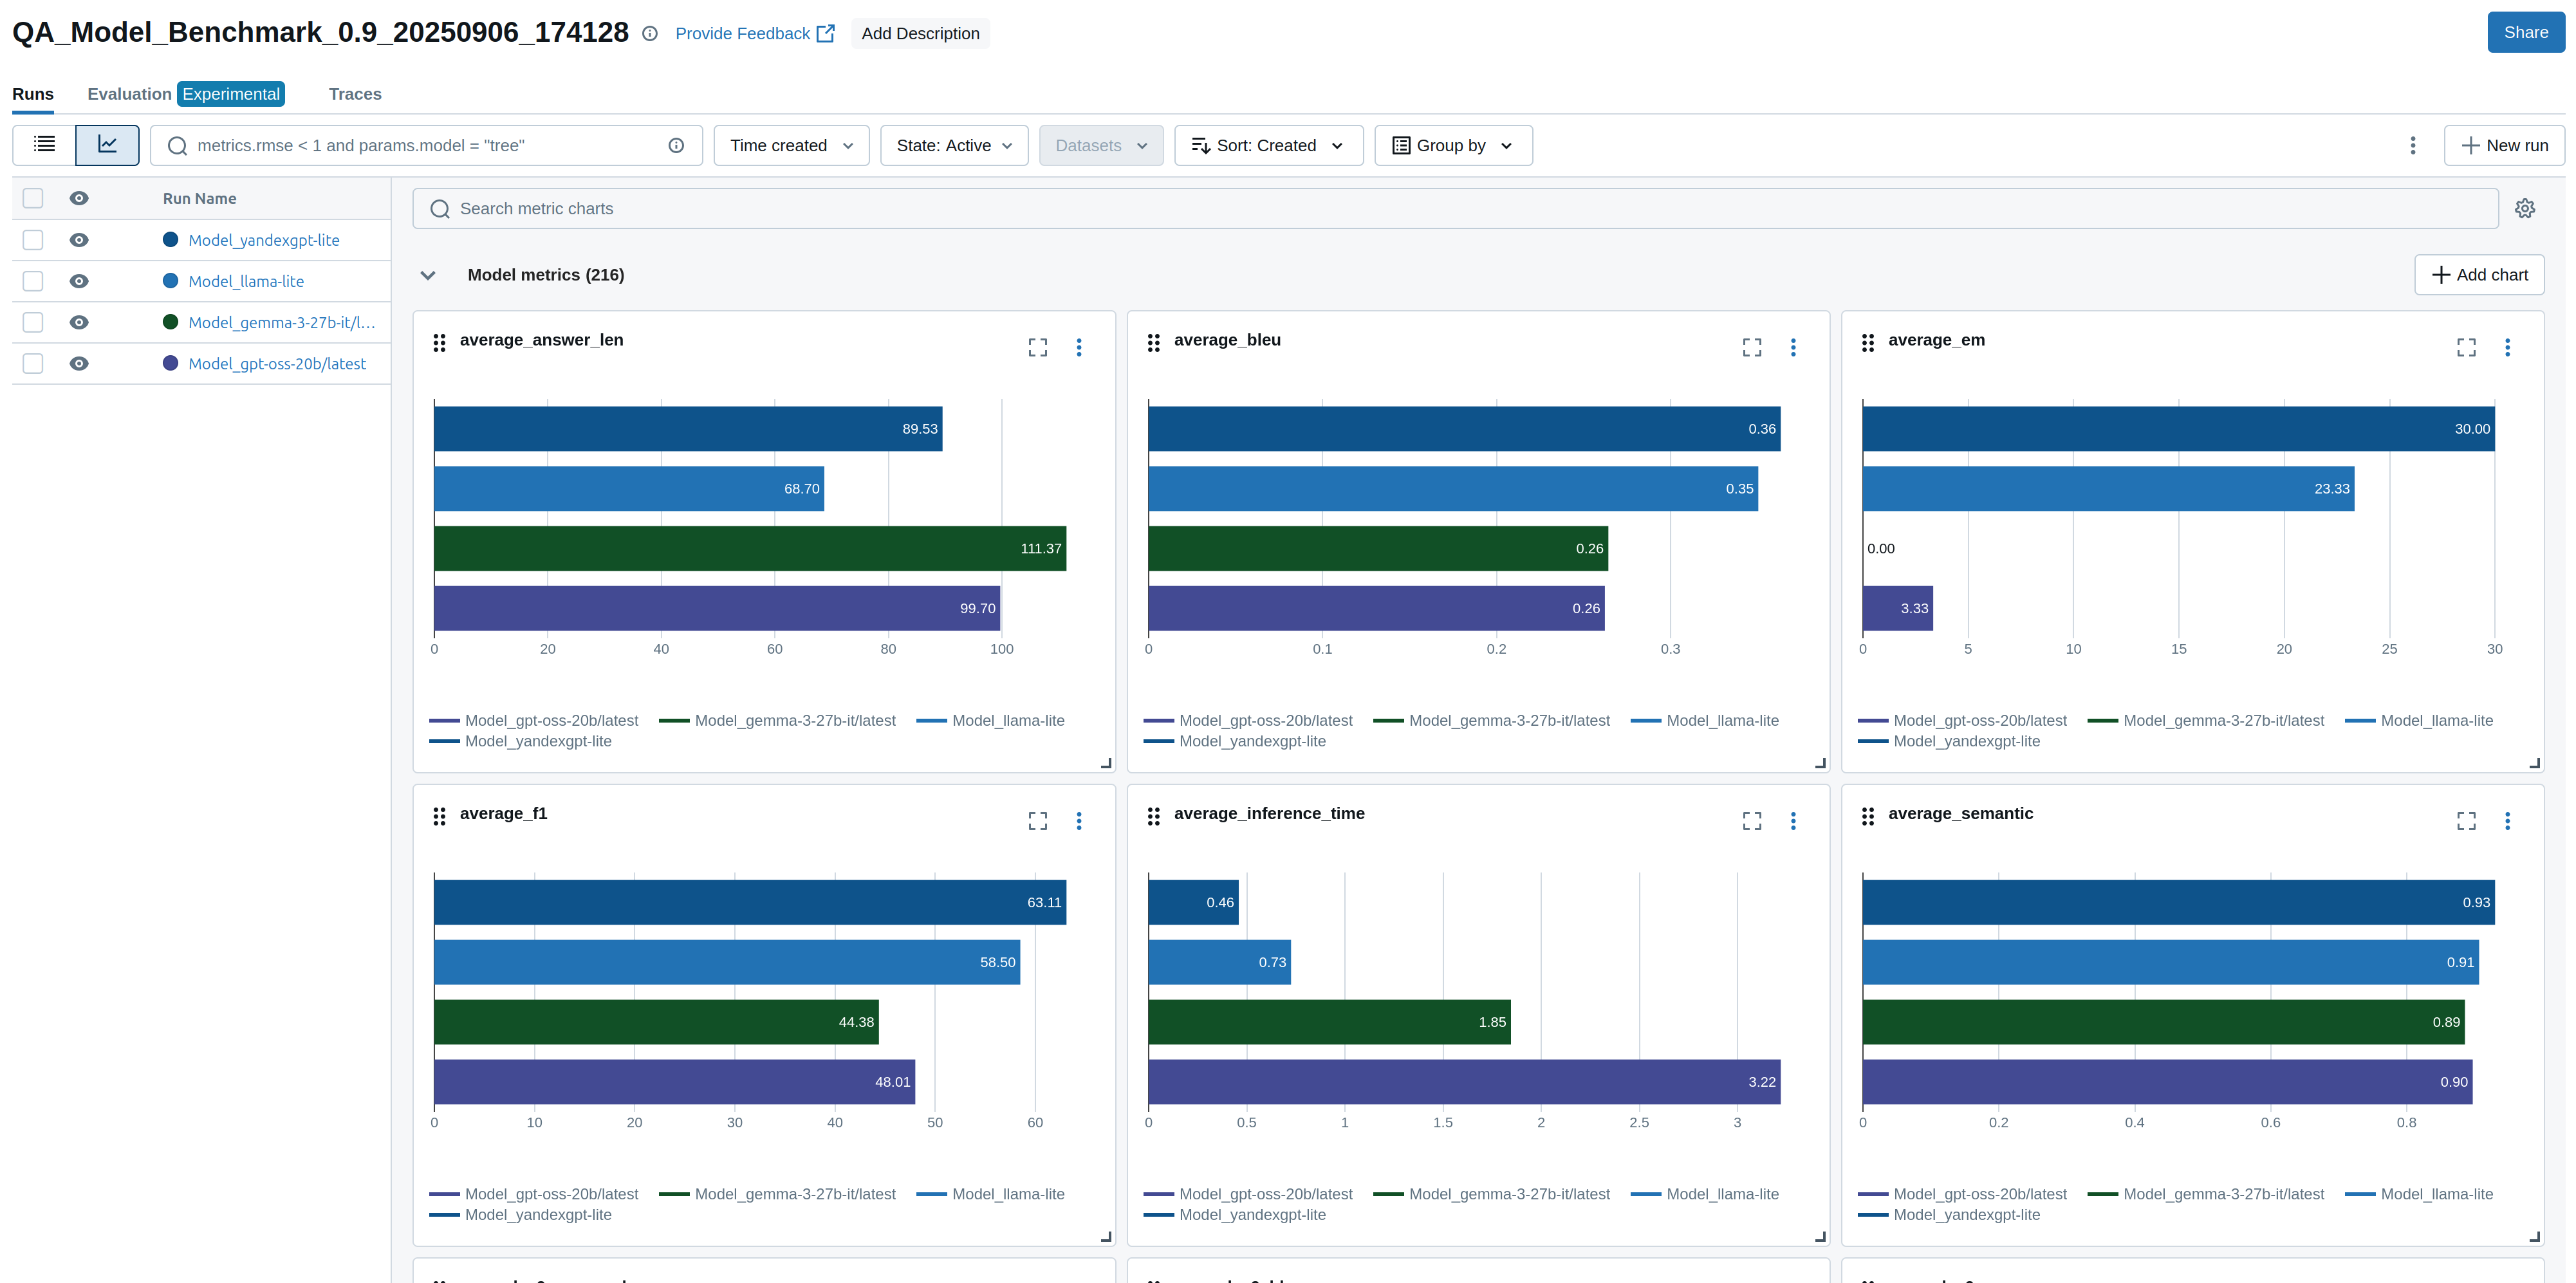 QA_Model_Benchmark_0.9_20250906_174128 Provide Feedback Add Description Share
Runs Evaluation Experimental Traces
metrics.rmse < 1 and params.model = "tree" Time created State: Active Datasets Sort: Created Group by New run
Run Name
Model_yandexgpt-lite
Model_llama-lite
Model_gemma-3-27b-it/l...
Model_gpt-oss-20b/latest
Search metric charts
Model metrics (216) Add chart
average_answer_len
89.53
68.70
111.37
99.70
0 20 40 60 80 100
Model_gpt-oss-20b/latest Model_gemma-3-27b-it/latest Model_llama-lite
Model_yandexgpt-lite
average_bleu
0.36
0.35
0.26
0.26
0 0.1 0.2 0.3
Model_gpt-oss-20b/latest Model_gemma-3-27b-it/latest Model_llama-lite
Model_yandexgpt-lite
average_em
30.00
23.33
0.00
3.33
0 5 10 15 20 25 30
Model_gpt-oss-20b/latest Model_gemma-3-27b-it/latest Model_llama-lite
Model_yandexgpt-lite
average_f1
63.11
58.50
44.38
48.01
0 10 20 30 40 50 60
Model_gpt-oss-20b/latest Model_gemma-3-27b-it/latest Model_llama-lite
Model_yandexgpt-lite
average_inference_time
0.46
0.73
1.85
3.22
0 0.5 1 1.5 2 2.5 3
Model_gpt-oss-20b/latest Model_gemma-3-27b-it/latest Model_llama-lite
Model_yandexgpt-lite
average_semantic
0.93
0.91
0.89
0.90
0 0.2 0.4 0.6 0.8
Model_gpt-oss-20b/latest Model_gemma-3-27b-it/latest Model_llama-lite
Model_yandexgpt-lite